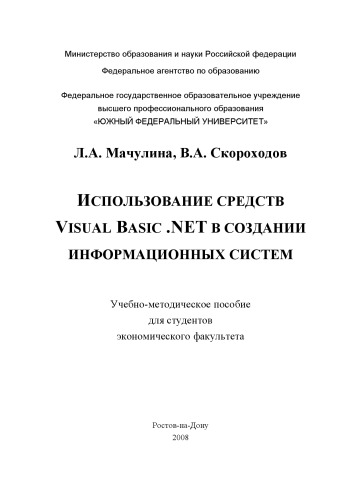 Министерство образования и науки Российской федерации
Федеральное агентство по образованию
Федеральное государственное образовательное учреждение
высшего профессионального образования
«ЮЖНЫЙ ФЕДЕРАЛЬНЫЙ УНИВЕРСИТЕТ»
Л.А. Мачулина, В.А. Скороходов
ИСПОЛЬЗОВАНИЕ СРЕДСТВ
VISUAL BASIC .NET В СОЗДАНИИ
ИНФОРМАЦИОННЫХ СИСТЕМ
Учебно-методическое пособие
для студентов
экономического факультета
Ростов-на-Дону
2008